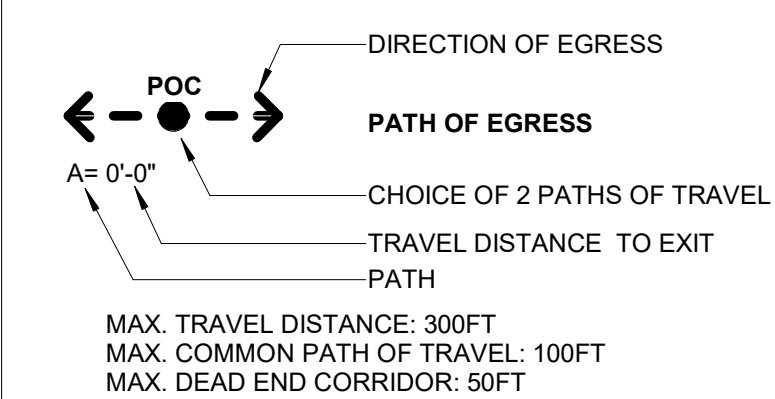 DIRECTION OF EGRESS
POC
PATH OF EGRESS
A= 0'-0"
CHOICE OF 2 PATHS OF TRAVEL
TRAVEL DISTANCE TO EXIT
PATH
MAX. TRAVEL DISTANCE: 300FT
MAX. COMMON PATH OF TRAVEL: 100FT
MAX. DEAD END CORRIDOR: 50FT